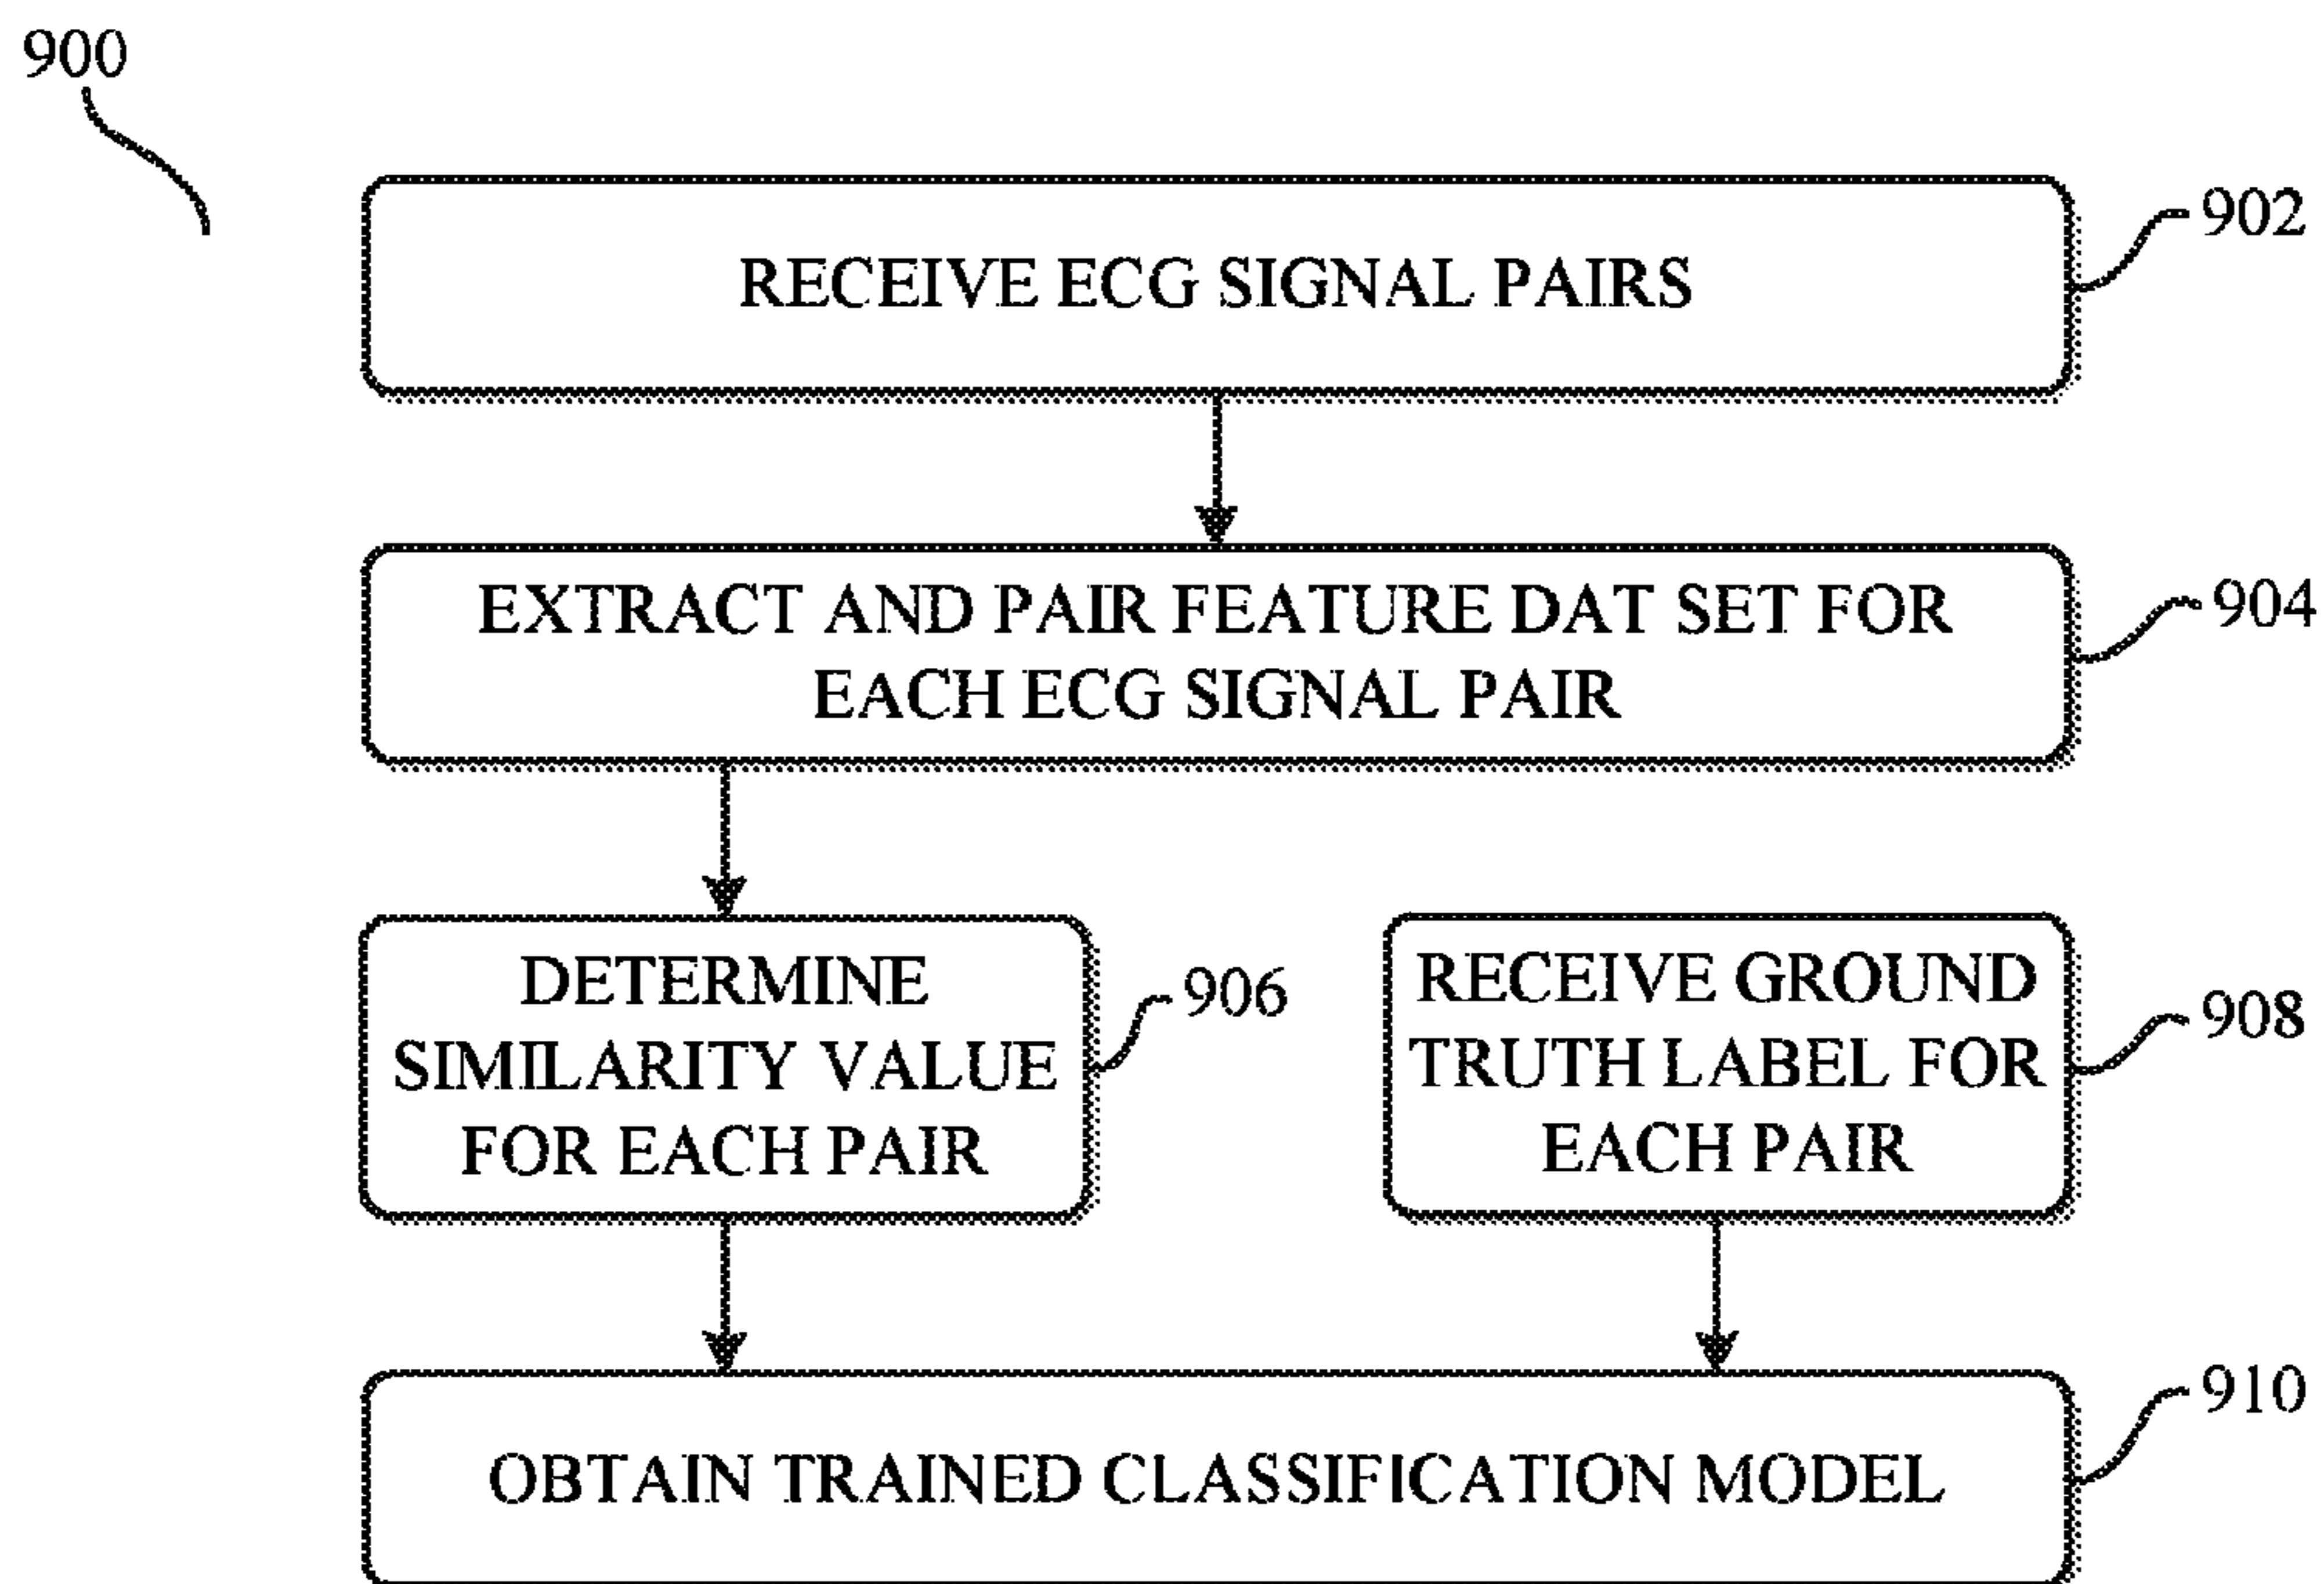 900
RECEIVE ECG SIGNAL PAIRS
902
EXTRACT AND PAIR FEATURE DAT SET FOR
EACH ECG SIGNAL PAIR
904
DETERMINE
SIMILARITY VALUE
FOR EACH PAIR
906
RECEIVE GROUND
TRUTH LABEL FOR
EACH PAIR
908
OBTAIN TRAINED CLASSIFICATION MODEL
910